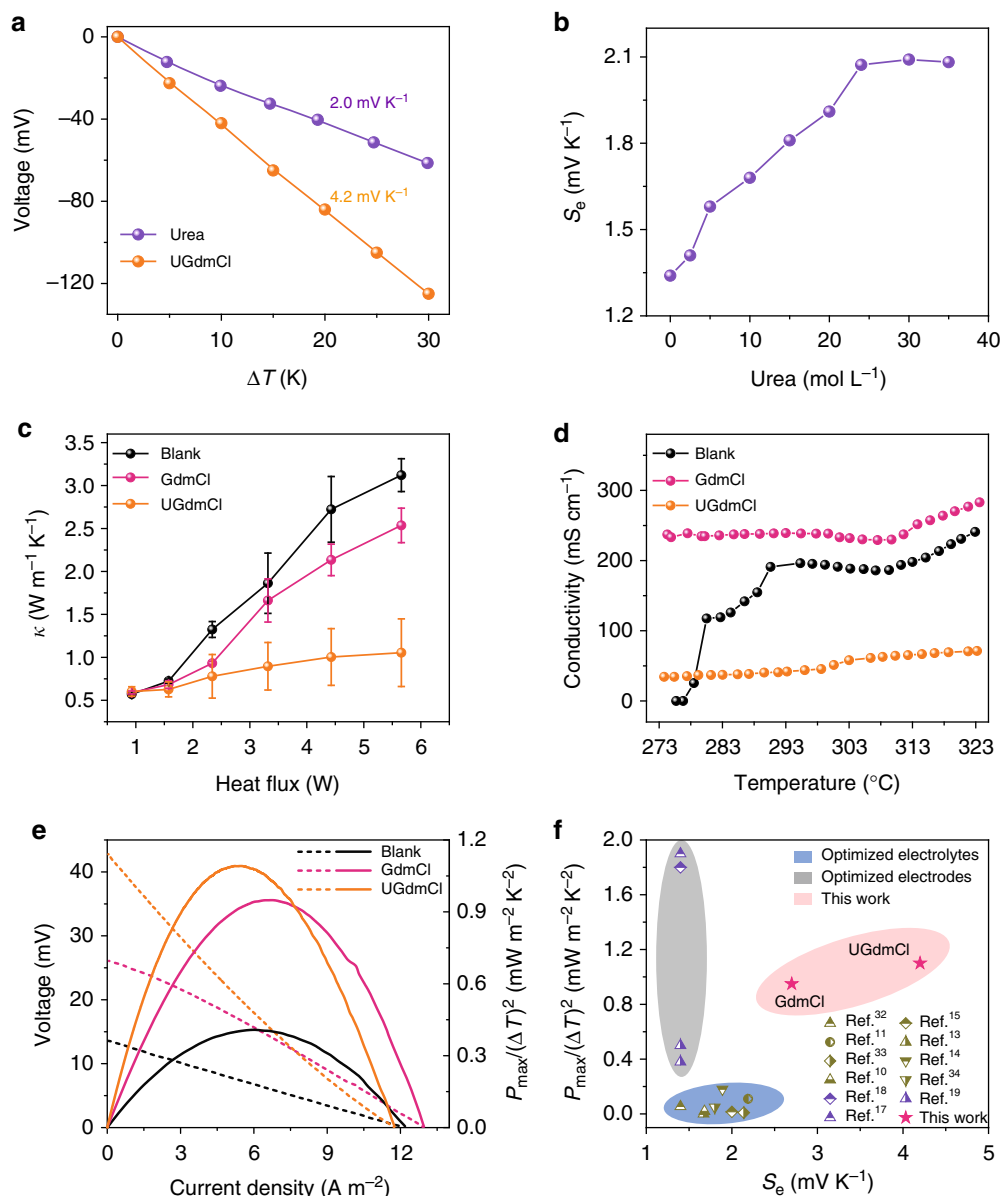 a
0
−40
−80
−120
Voltage (mV)
2.0 mV K⁻¹
4.2 mV K⁻¹
Urea
UGdmCl
0 10 20 30
ΔT (K)
b
2.1
1.8
1.5
1.2
Sₑ (mV K⁻¹)
0 10 20 30 40
Urea (mol L⁻¹)
c
3.5
3.0
2.5
2.0
1.5
1.0
0.5
κ (W m⁻¹ K⁻¹)
Blank
GdmCl
UGdmCl
1 2 3 4 5 6
Heat flux (W)
d
300
200
100
0
Conductivity (mS cm⁻¹)
Blank
GdmCl
UGdmCl
273 283 293 303 313 323
Temperature (°C)
e
40
30
20
10
0
Voltage (mV)
Blank
GdmCl
UGdmCl
1.2
0.9
0.6
0.3
0.0
Pmax/(ΔT)² (mW m⁻² K⁻²)
0 3 6 9 12
Current density (A m⁻²)
f
2.0
1.6
1.2
0.8
0.4
0.0
Pmax/(ΔT)² (mW m⁻² K⁻²)
Optimized electrolytes
Optimized electrodes
This work
UGdmCl
GdmCl
Ref.³² Ref.¹⁵
Ref.¹¹ Ref.¹³
Ref.³³ Ref.¹⁴
Ref.¹⁰ Ref.³⁴
Ref.¹⁸ Ref.¹⁹
Ref.¹⁷ This work
1 2 3 4 5
Sₑ (mV K⁻¹)